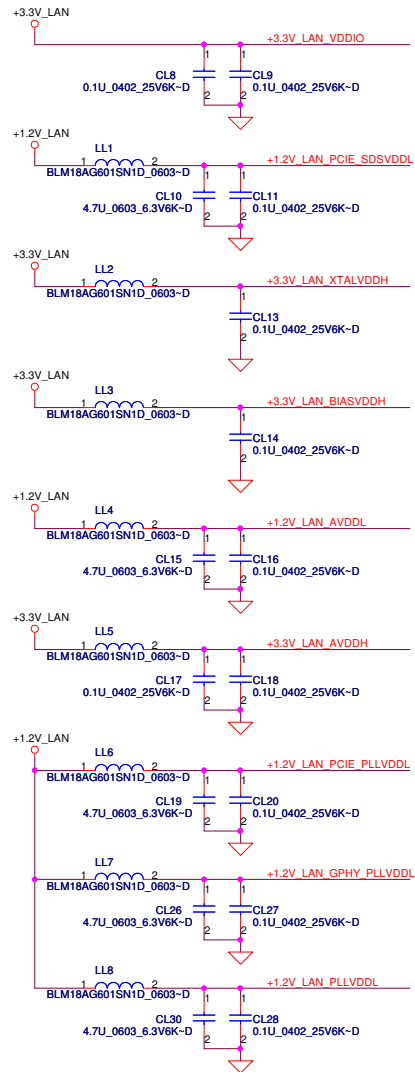 +3.3V_LAN
+3.3V_LAN_VDDIO
1 1
CL8 CL9
0.1U_0402_25V6K~D 0.1U_0402_25V6K~D
2 2
+1.2V_LAN
LL1
1 2 +1.2V_LAN_PCIE_SDSVDDL
BLM18AG601SN1D_0603~D
1 1
CL10 CL11
4.7U_0603_6.3V6K~D 0.1U_0402_25V6K~D
2 2
+3.3V_LAN
LL2
1 2 +3.3V_LAN_XTALVDDH
BLM18AG601SN1D_0603~D
1
CL13
0.1U_0402_25V6K~D
2
+3.3V_LAN
LL3
1 2 +3.3V_LAN_BIASVDDH
BLM18AG601SN1D_0603~D
1
CL14
0.1U_0402_25V6K~D
2
+1.2V_LAN
LL4
1 2 +1.2V_LAN_AVDDL
BLM18AG601SN1D_0603~D
1 1
CL15 CL16
4.7U_0603_6.3V6K~D 0.1U_0402_25V6K~D
2 2
+3.3V_LAN
LL5
1 2 +3.3V_LAN_AVDDH
BLM18AG601SN1D_0603~D
1 1
CL17 CL18
0.1U_0402_25V6K~D 0.1U_0402_25V6K~D
2 2
+1.2V_LAN
LL6
1 2 +1.2V_LAN_PCIE_PLLVDDL
BLM18AG601SN1D_0603~D
1 1
CL19 CL20
4.7U_0603_6.3V6K~D 0.1U_0402_25V6K~D
2 2
LL7
1 2 +1.2V_LAN_GPHY_PLLVDDL
BLM18AG601SN1D_0603~D
1 1
CL26 CL27
4.7U_0603_6.3V6K~D 0.1U_0402_25V6K~D
2 2
LL8
1 2 +1.2V_LAN_PLLVDDL
BLM18AG601SN1D_0603~D
1 1
CL30 CL28
4.7U_0603_6.3V6K~D 0.1U_0402_25V6K~D
2 2